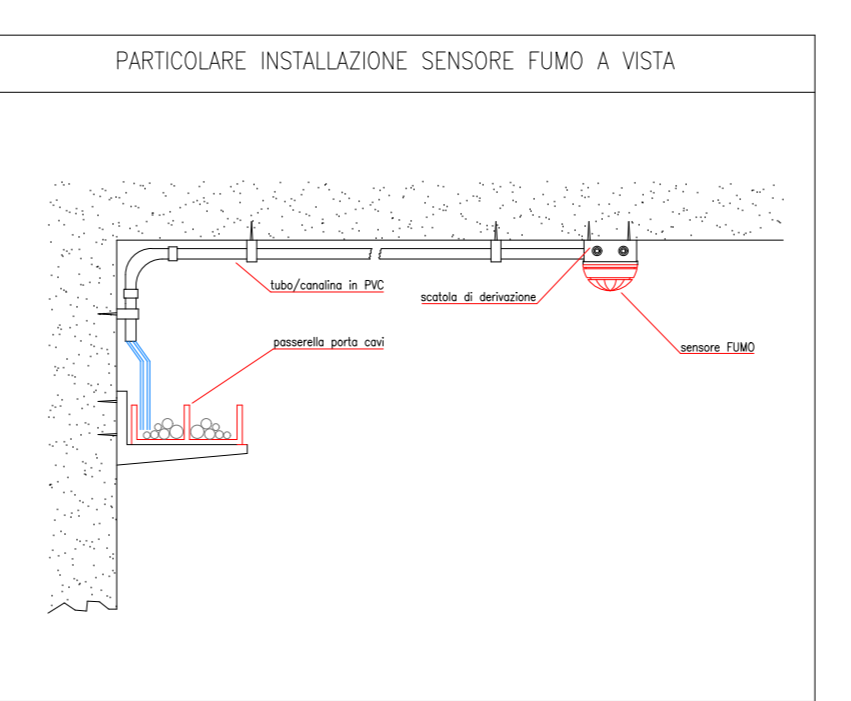 PARTICOLARE INSTALLAZIONE SENSORE FUMO A VISTA
tubo/canalina in PVC
scatola di derivazione
passerella porta cavi
sensore FUMO